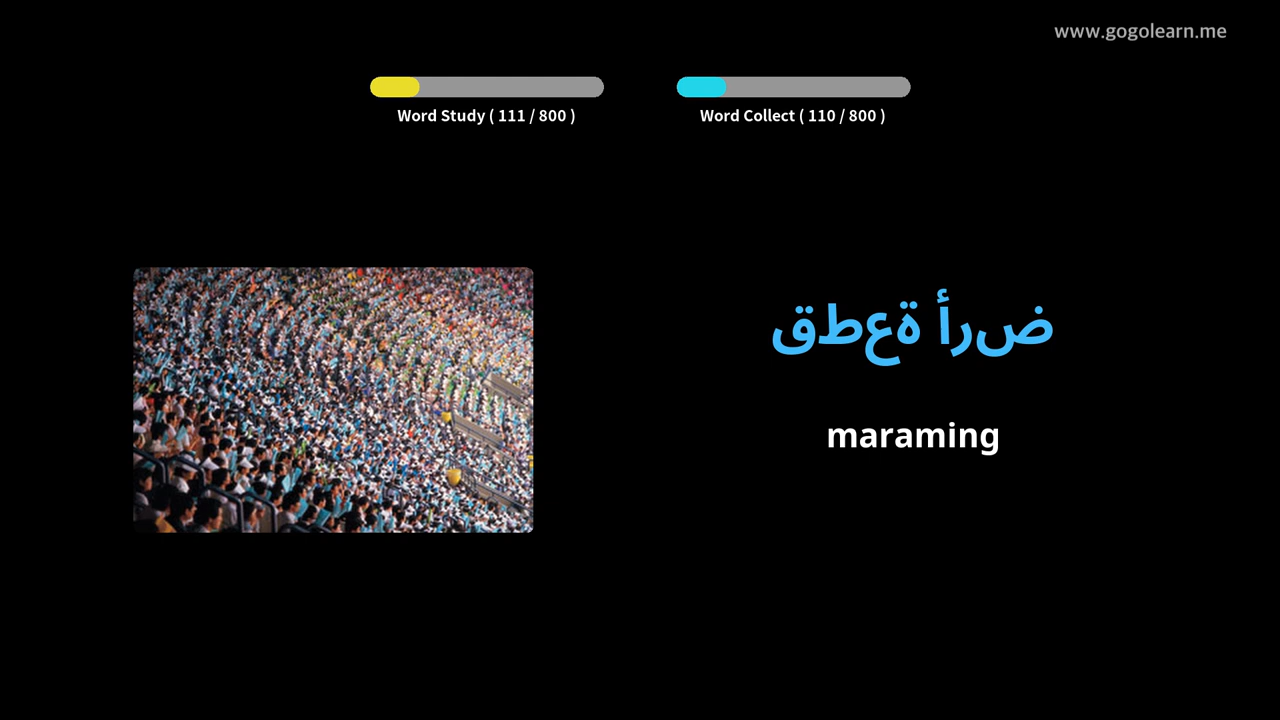 www.gogolearn.me
Word Study ( 111 / 800 )
Word Collect ( 110 / 800 )
ضرأ ةعطق
maraming